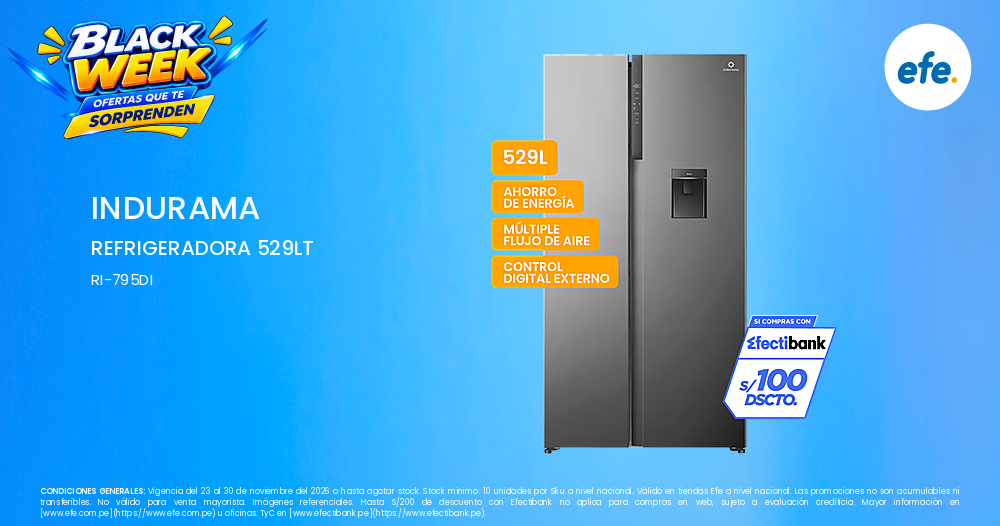 BLACK
WEEK
OFERTAS QUE TE
SORPRENDEN
efe.
INDURAMA
REFRIGERADORA 529LT
RI-795DI
529L
AHORRO
DE ENERGÍA
MÚLTIPLE
FLUJO DE AIRE
CONTROL
DIGITAL EXTERNO
SI COMPRAS CON
Efectibank
S/100
DSCTO.
CONDICIONES GENERALES: Vigencia del 23 al 30 de noviembre del 2026 o hasta agotar stock. Stock mínimo: 10 unidades por Sku a nivel nacional. Válido en tiendas Efe a nivel nacional. Las promociones no son acumulables ni
transferibles. No válido para venta mayorista. Imágenes referenciales. Hasta S/200 de descuento con Efectibank no aplica para compras en web, sujeto a evaluación crediticia. Mayor información en
[www.efe.com.pe](https://www.efe.com.pe) u oficinas. TyC en [www.efectibank.pe](https://www.efectibank.pe).